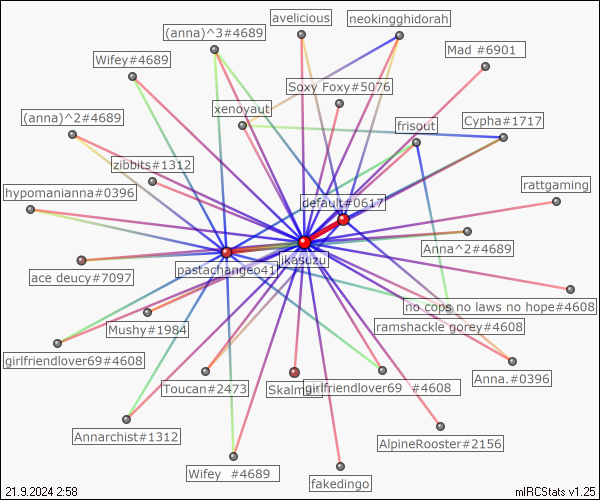 avelicious
neokingghidorah
(anna)^3#4689
Mad #6901
Wifey#4689
Soxy Foxy#5076
xenoyaut
(anna)^2#4689
frisout
Cypha#1717
zibbits#1312
rattgaming
hypomanianna#0396
default#0617
Anna^2#4689
ikasuzu
pastachangeo41
ace deucy#7097
no cops no laws no hope#4608
Mushy#1984
ramshackle gorey#4608
girlfriendlover69#4608
Anna.#0396
Toucan#2473
girlfriendlover69 #4608
Annarchist#1312
AlpineRooster#2156
Wifey #4689
fakedingo
21.9.2024 2:58
mIRCStats v1.25